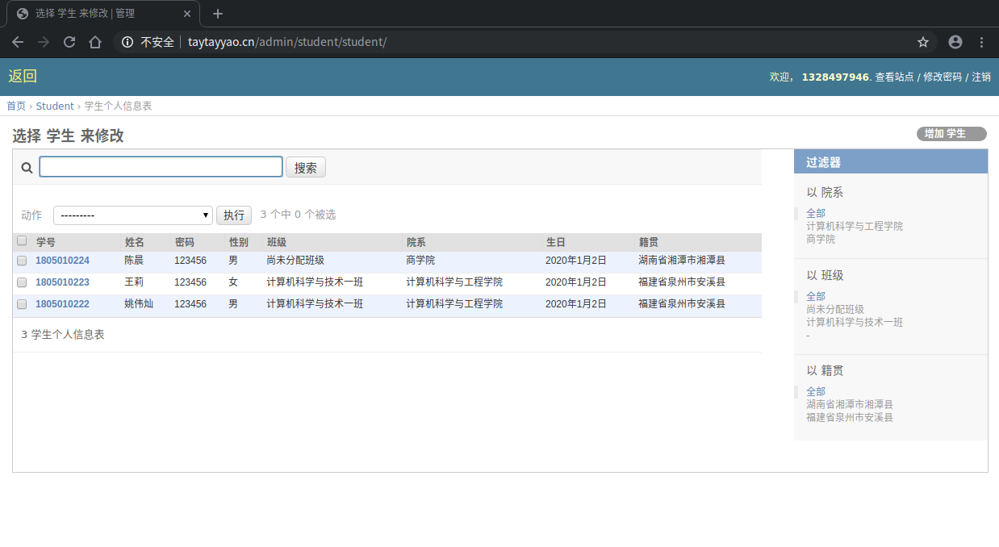 选择 学生 来修改 | 管理
不安全 | taytayyao.cn/admin/student/student/
返回
欢迎， 1328497946. 查看站点 / 修改密码 / 注销
首页 › Student › 学生个人信息表
选择 学生 来修改
增加 学生
搜索
动作 --------- 执行 3 个中 0 个被选
学号 姓名 密码 性别 班级 院系 生日 籍贯
1805010224 陈晨 123456 男 尚未分配班级 商学院 2020年1月2日 湖南省湘潭市湘潭县
1805010223 王莉 123456 女 计算机科学与技术一班 计算机科学与工程学院 2020年1月2日 福建省泉州市安溪县
1805010222 姚伟灿 123456 男 计算机科学与技术一班 计算机科学与工程学院 2020年1月2日 福建省泉州市安溪县
3 学生个人信息表
过滤器
以 院系
全部
计算机科学与工程学院
商学院
以 班级
全部
尚未分配班级
计算机科学与技术一班
-
以 籍贯
全部
湖南省湘潭市湘潭县
福建省泉州市安溪县